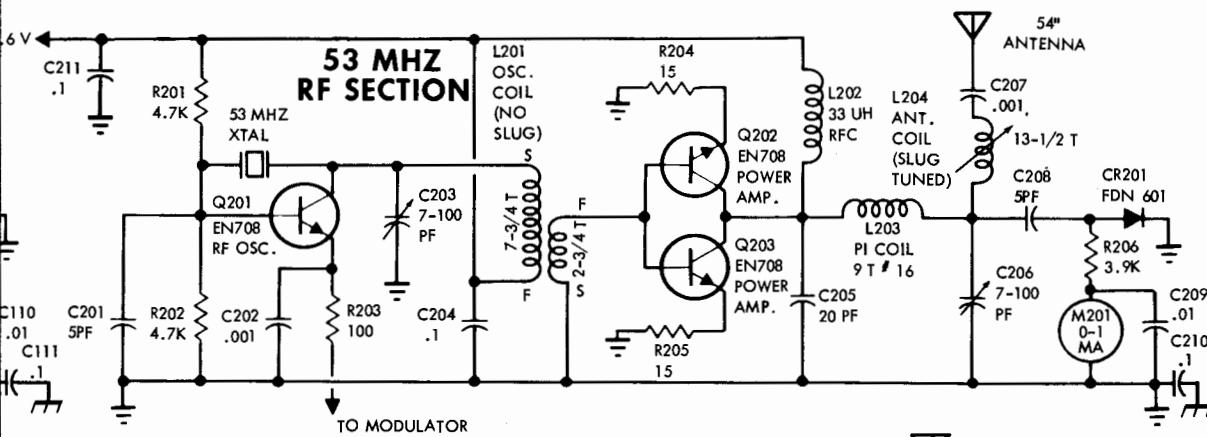 .6 V
C211
.1
R201
4.7K
53 MHZ
RF SECTION
53 MHZ
XTAL
L201
OSC.
COIL
(NO
SLUG)
R204
15
L202
33 UH
RFC
L204
ANT.
COIL
(SLUG
TUNED)
54"
ANTENNA
C207
.001
13-1/2 T
Q201
EN708
RF OSC.
C203
7-100
PF
S
7-3/4 T
F
F
2-3/4 T
S
Q202
EN708
POWER
AMP.
Q203
EN708
POWER
AMP.
L203
PI COIL
9 T # 16
C208
5PF
CR201
FDN 601
R206
3.9K
C110
.01
C111
.1
C201
5PF
R202
4.7K
C202
.001
R203
100
C204
.1
R205
15
C205
20 PF
C206
7-100
PF
M201
0-1
MA
C209
.01
C210
.1
TO MODULATOR